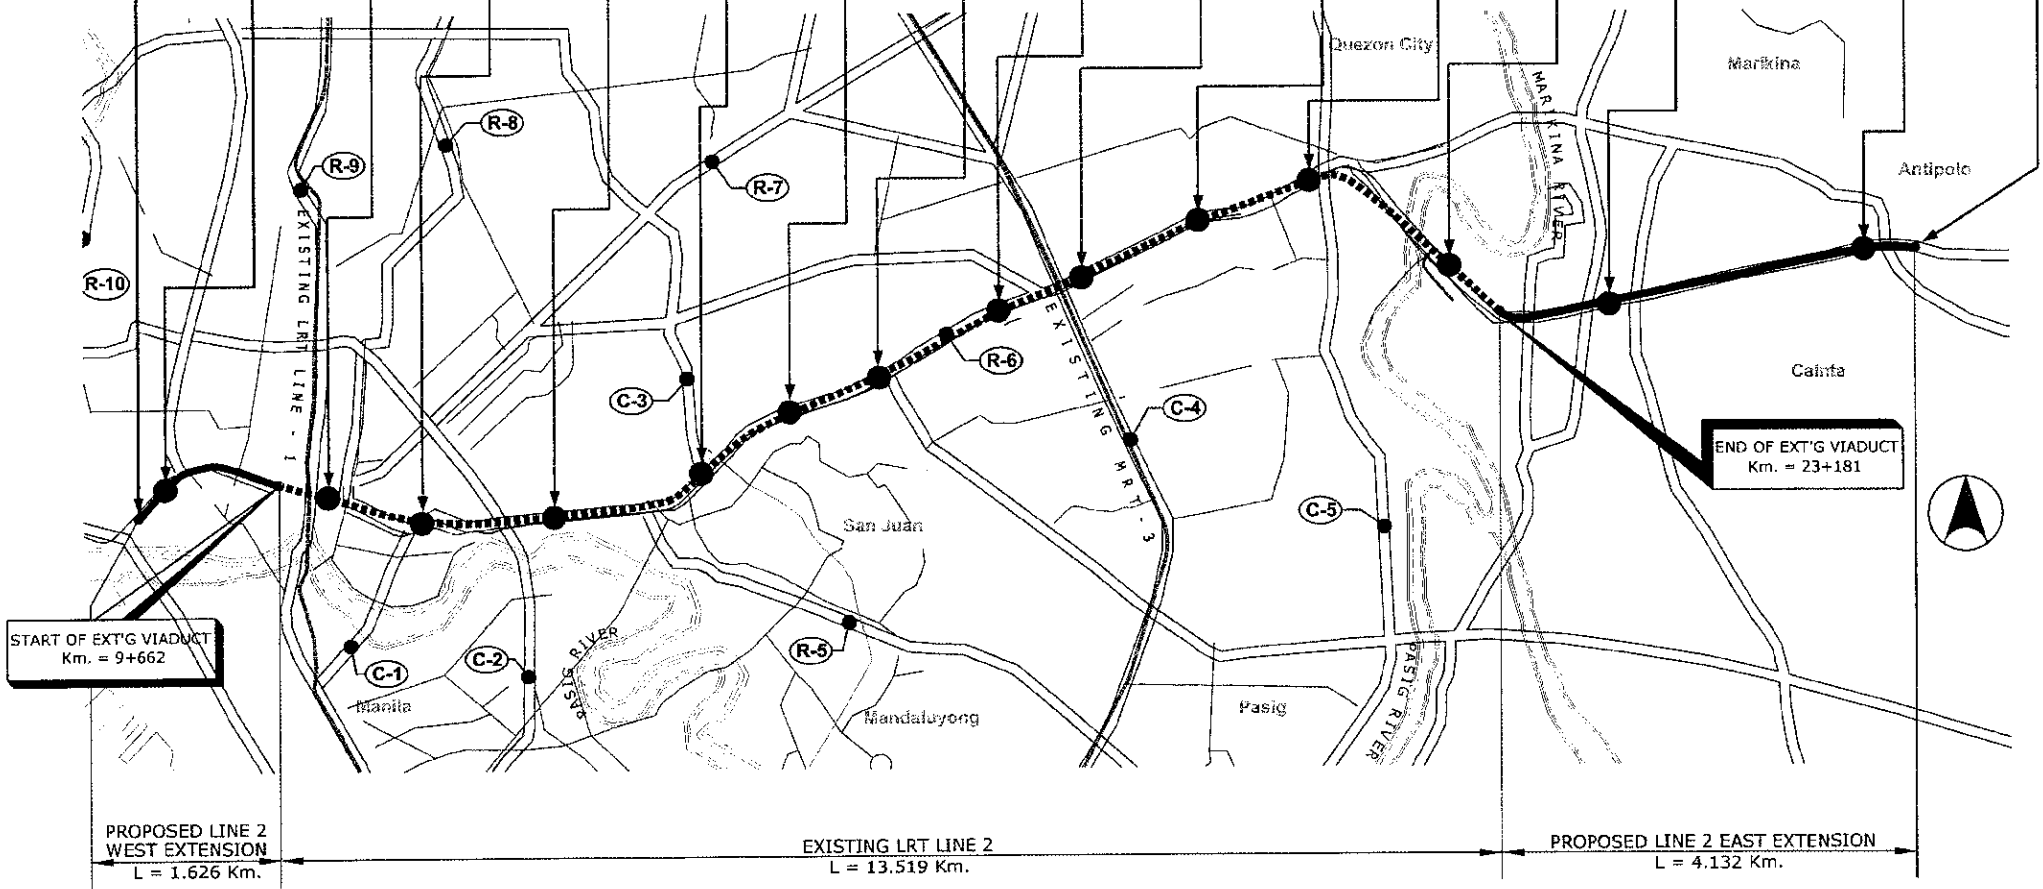 Quezon City
Marikina
MARIKINA RIVER
R-8
R-9
R-7
Antipolo
EXISTING LRT LINE - 1
R-10
R-6
EXISTING MRT - 3
C-3
C-4
Cainta
END OF EXT'G VIADUCT
Km. = 23+181
San Juan
C-5
START OF EXT'G VIADUCT
Km. = 9+662
PASIG RIVER
R-5
C-1
C-2
PASIG RIVER
Manila
Mandaluyong
Pasig
PROPOSED LINE 2
WEST EXTENSION
L = 1.626 Km.
EXISTING LRT LINE 2
L = 13.519 Km.
PROPOSED LINE 2 EAST EXTENSION
L = 4.132 Km.